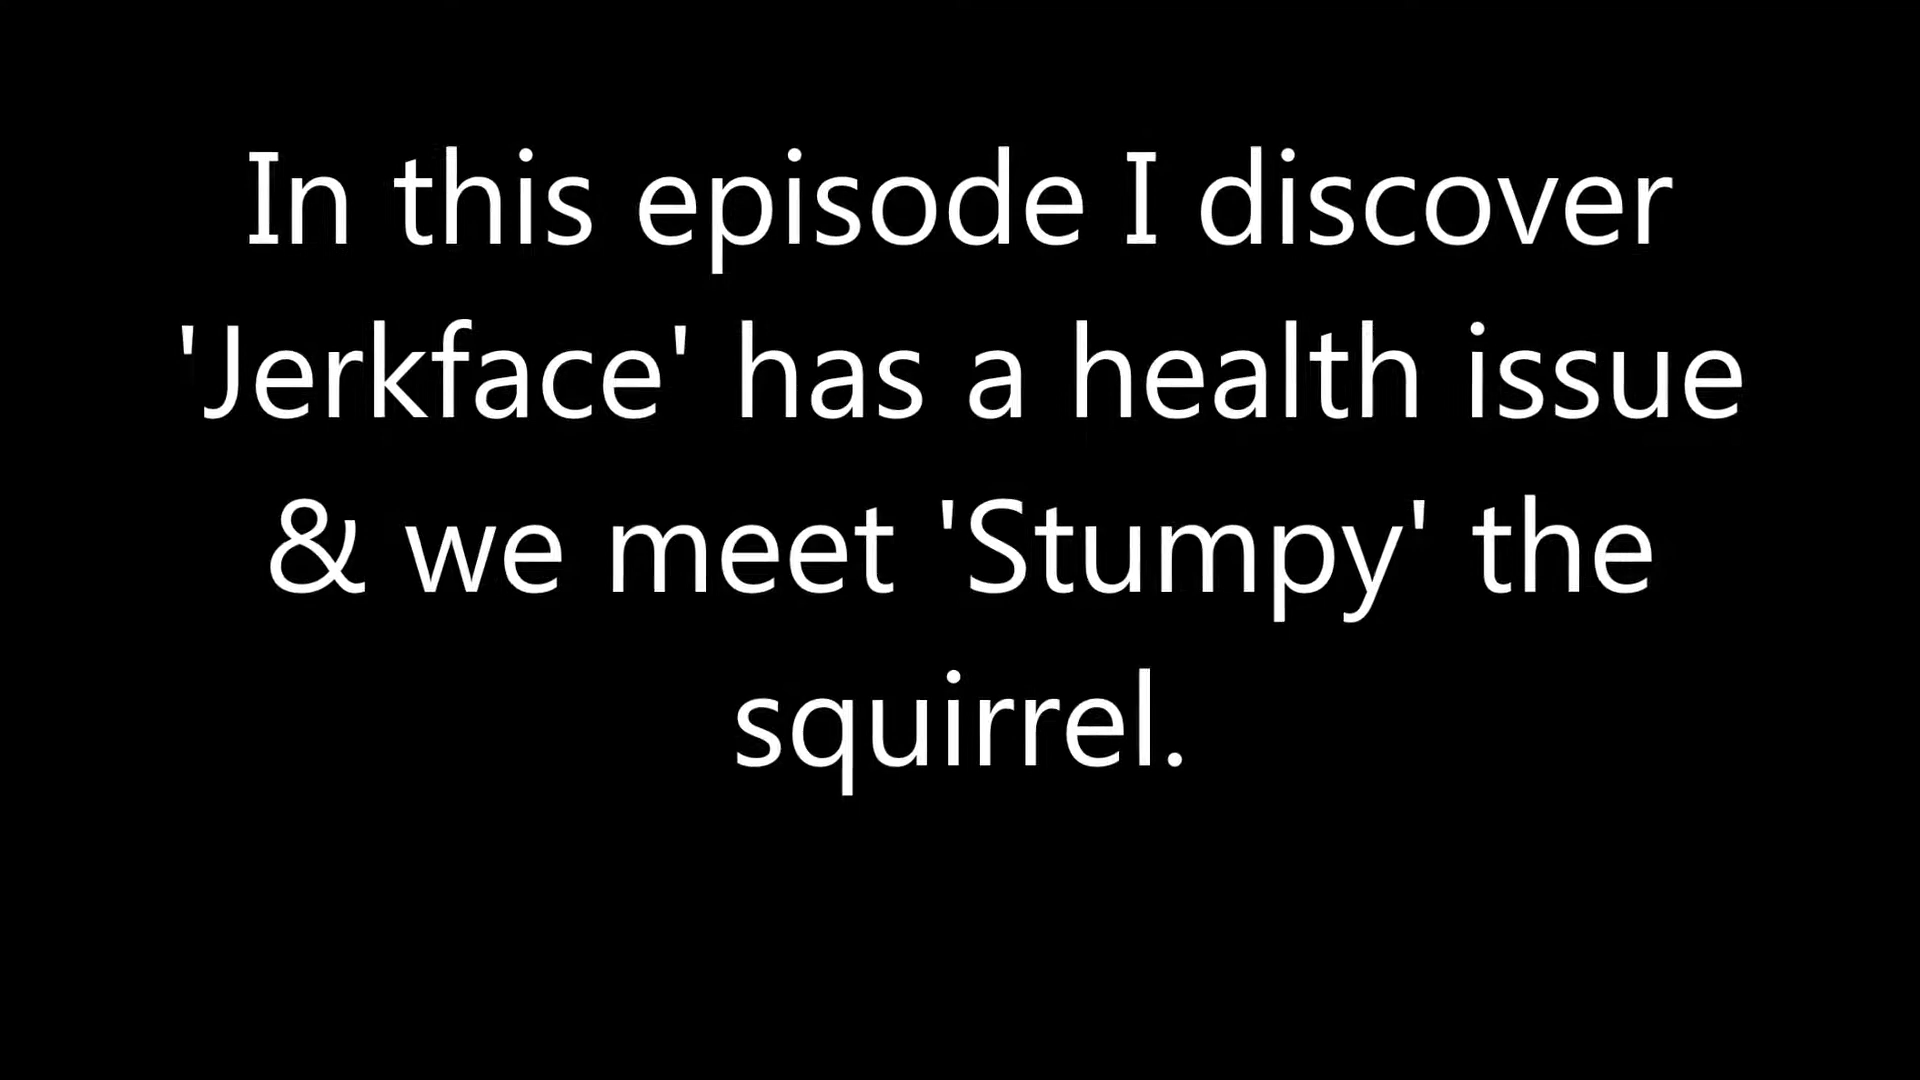 In this episode I discover
'Jerkface' has a health issue
& we meet 'Stumpy' the
squirrel.